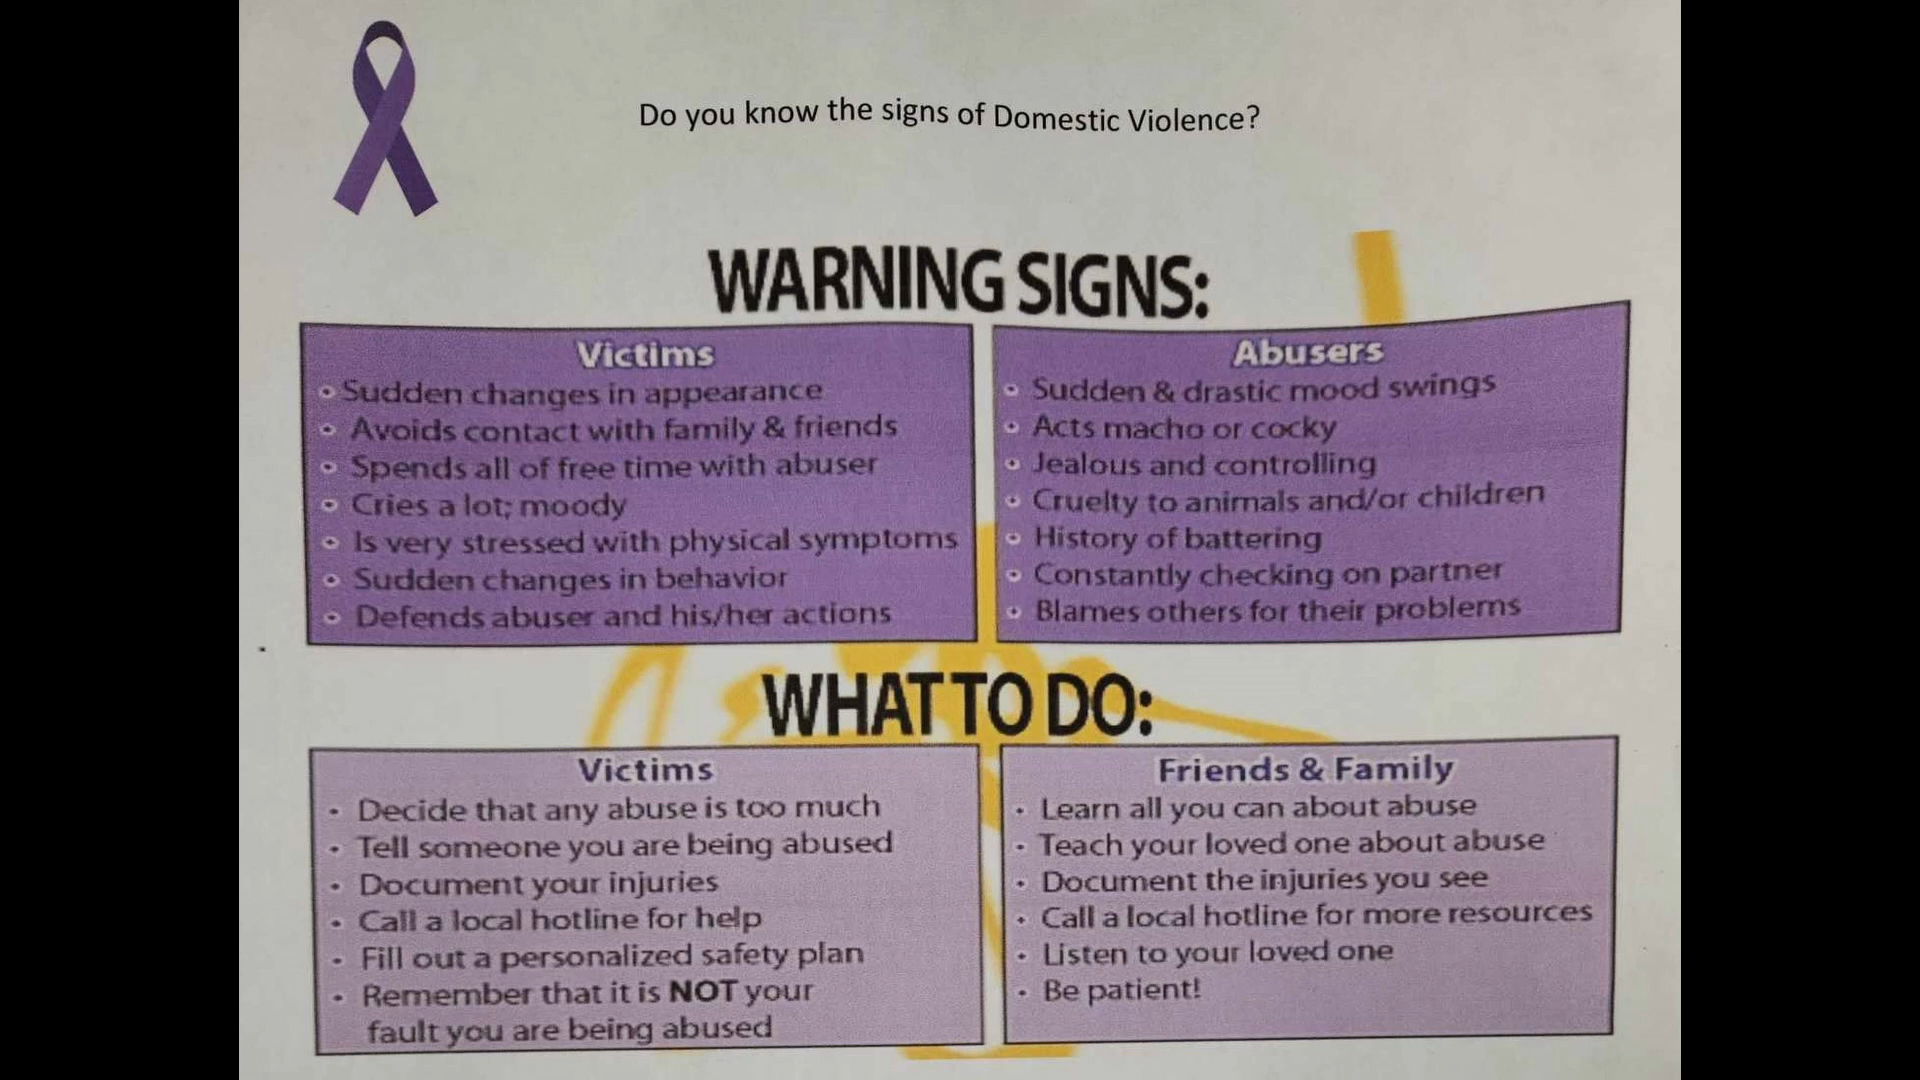 Do you know the signs of Domestic Violence?
WARNING SIGNS:
Victims
• Sudden changes in appearance
• Avoids contact with family & friends
• Spends all of free time with abuser
• Cries a lot; moody
• Is very stressed with physical symptoms
• Sudden changes in behavior
• Defends abuser and his/her actions
Abusers
• Sudden & drastic mood swings
• Acts macho or cocky
• Jealous and controlling
• Cruelty to animals and/or children
• History of battering
• Constantly checking on partner
• Blames others for their problems
WHAT TO DO:
Victims
• Decide that any abuse is too much
• Tell someone you are being abused
• Document your injuries
• Call a local hotline for help
• Fill out a personalized safety plan
• Remember that it is NOT your
fault you are being abused
Friends & Family
• Learn all you can about abuse
• Teach your loved one about abuse
• Document the injuries you see
• Call a local hotline for more resources
• Listen to your loved one
• Be patient!